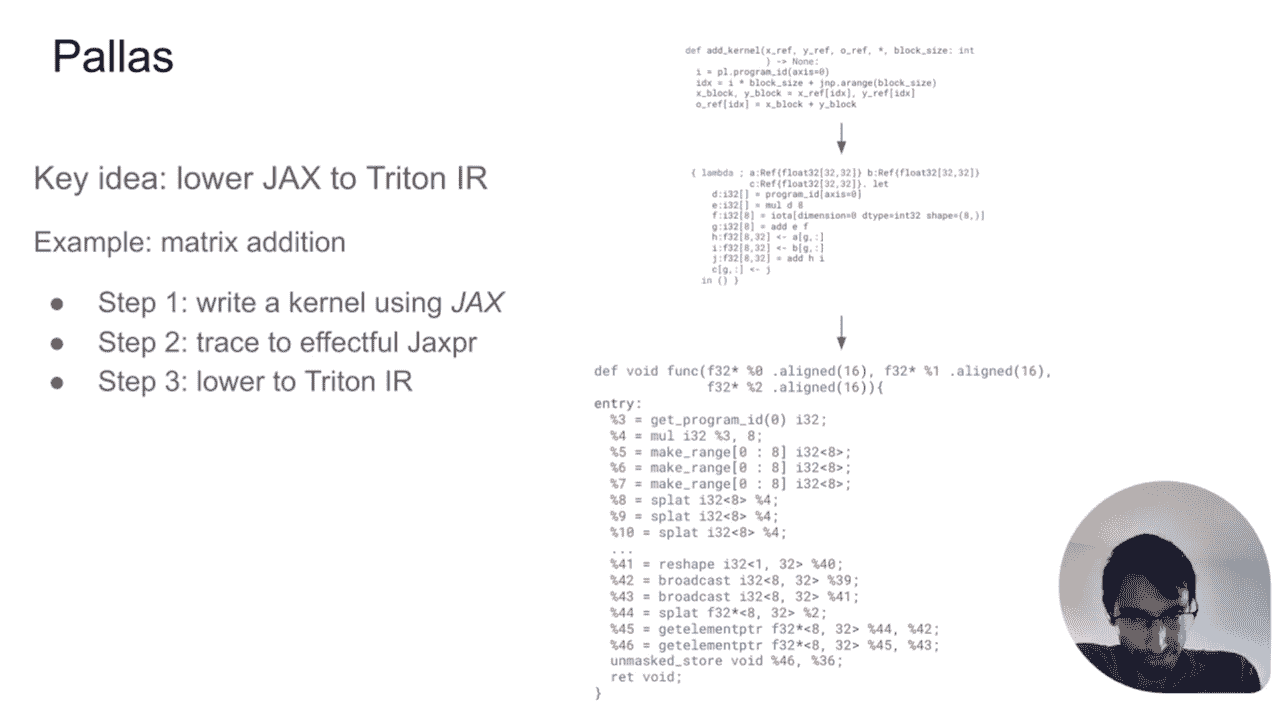 Pallas
Key idea: lower JAX to Triton IR
Example: matrix addition
● Step 1: write a kernel using JAX
● Step 2: trace to effectful Jaxpr
● Step 3: lower to Triton IR
def add_kernel(x_ref, y_ref, o_ref, *, block_size: int
) -> None:
i = pl.program_id(axis=0)
idx = i * block_size + jnp.arange(block_size)
x_block, y_block = x_ref[idx], y_ref[idx]
o_ref[idx] = x_block + y_block
{ lambda ; a:Ref{float32[32,32]} b:Ref{float32[32,32]}
c:Ref{float32[32,32]}. let
d:i32[] = program_id[axis=0]
e:i32[] = mul d 8
f:i32[8] = iota[dimension=0 dtype=int32 shape=(8,)]
g:i32[8] = add e f
h:f32[8,32] <- a[g,:]
i:f32[8,32] <- b[g,:]
j:f32[8,32] = add h i
c[g,:] <- j
in () }
def void func(f32* %0 .aligned(16), f32* %1 .aligned(16),
f32* %2 .aligned(16)){
entry:
%3 = get_program_id(0) i32;
%4 = mul i32 %3, 8;
%5 = make_range[0 : 8] i32<8>;
%6 = make_range[0 : 8] i32<8>;
%7 = make_range[0 : 8] i32<8>;
%8 = splat i32<8> %4;
%9 = splat i32<8> %4;
%10 = splat i32<8> %4;
...
%41 = reshape i32<1, 32> %40;
%42 = broadcast i32<8, 32> %39;
%43 = broadcast i32<8, 32> %41;
%44 = splat f32*<8, 32> %2;
%45 = getelementptr f32*<8, 32> %44, %42;
%46 = getelementptr f32*<8, 32> %45, %43;
unmasked_store void %46, %36;
ret void;
}